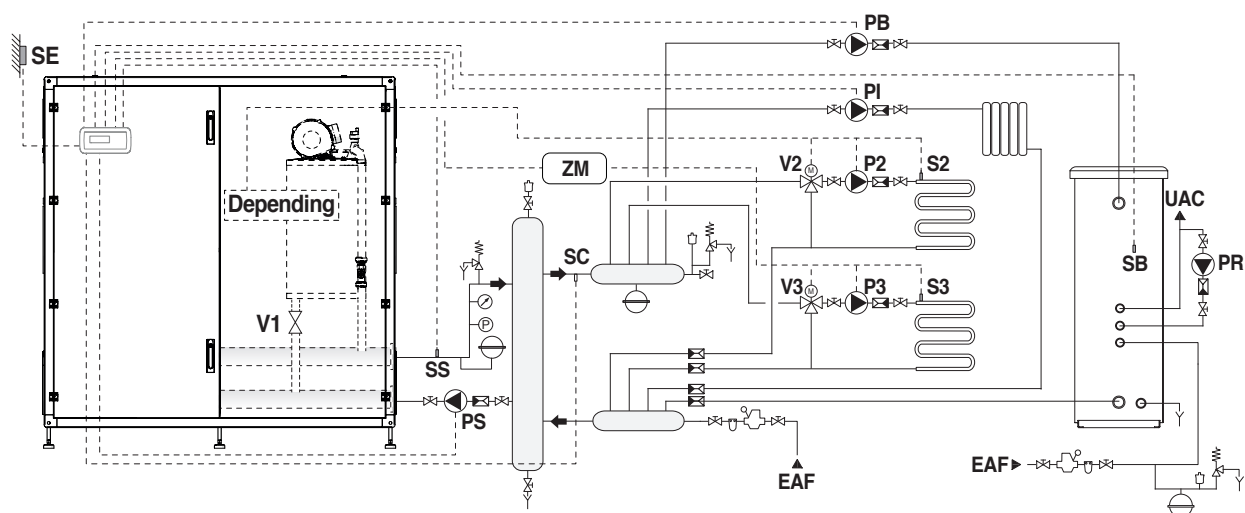 PB
SE
PI
ZM
V2
P2
S2
M
Depending
UAC
SC
SB
PR
V3
P3
S3
M
V1
P
SS
PS
EAF
EAF